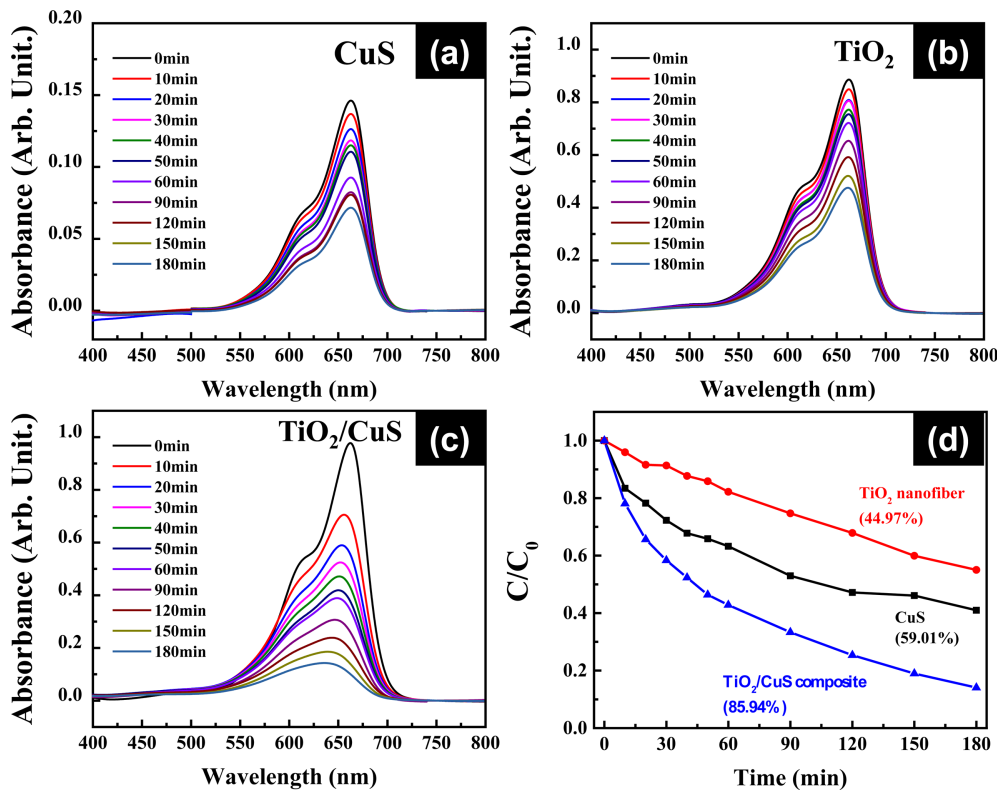 (a)
CuS
0.20
0.15
0.10
0.05
0.00
Absorbance (Arb. Unit.)
0min
10min
20min
30min
40min
50min
60min
90min
120min
150min
180min
400 450 500 550 600 650 700 750 800
Wavelength (nm)
(b)
TiO₂
1.0
0.8
0.6
0.4
0.2
0.0
Absorbance (Arb. Unit.)
0min
10min
20min
30min
40min
50min
60min
90min
120min
150min
180min
400 450 500 550 600 650 700 750 800
Wavelength (nm)
(c)
TiO₂/CuS
1.0
0.8
0.6
0.4
0.2
0.0
Absorbance (Arb. Unit.)
0min
10min
20min
30min
40min
50min
60min
90min
120min
150min
180min
400 450 500 550 600 650 700 750 800
Wavelength (nm)
(d)
1.0
0.8
0.6
0.4
0.2
0.0
C/C₀
TiO₂ nanofiber
(44.97%)
CuS
(59.01%)
TiO₂/CuS composite
(85.94%)
0 30 60 90 120 150 180
Time (min)